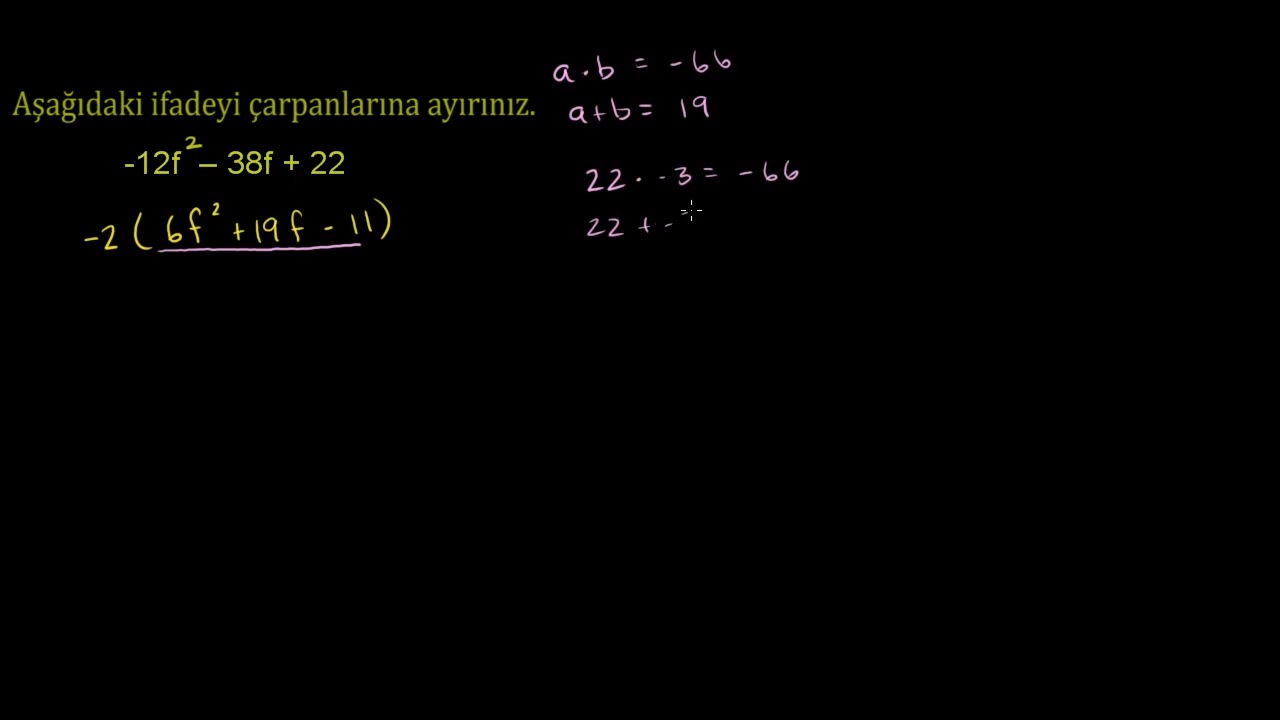 Aşağıdaki ifadeyi çarpanlarına ayırınız.
-12f² – 38f + 22
-2 ( 6f² + 19f - 11 )
a · b = -66
a + b = 19
22 · -3 = -66
22 + -